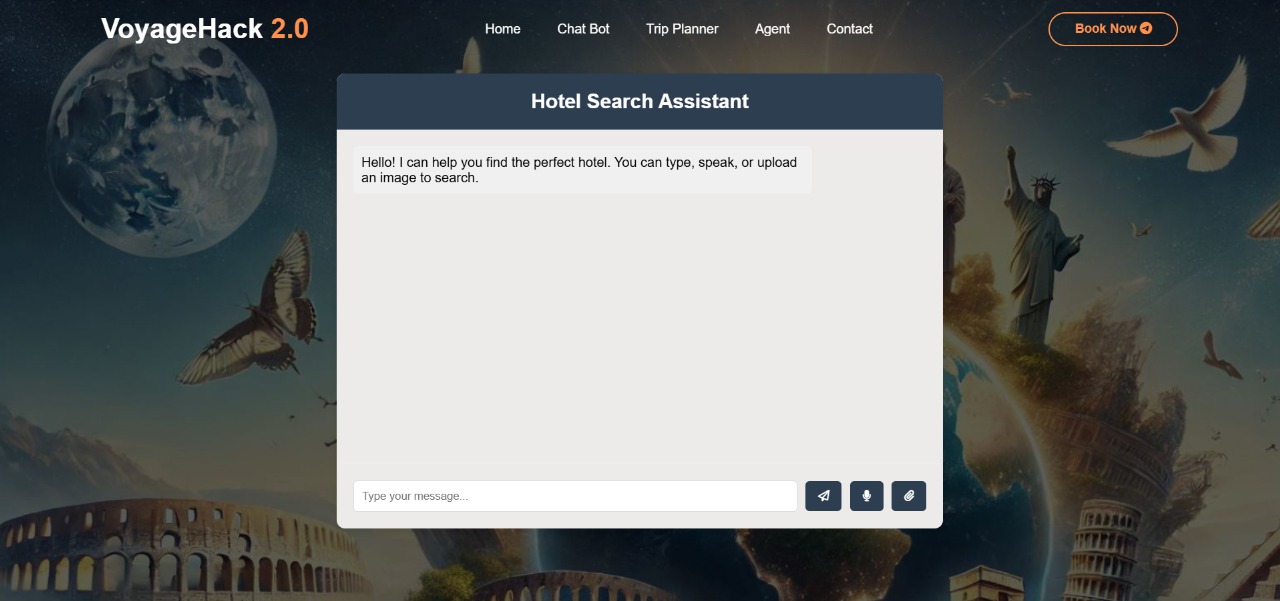 VoyageHack 2.0
Home
Chat Bot
Trip Planner
Agent
Contact
Book Now
Hotel Search Assistant
Hello! I can help you find the perfect hotel. You can type, speak, or upload
an image to search.
Type your message...